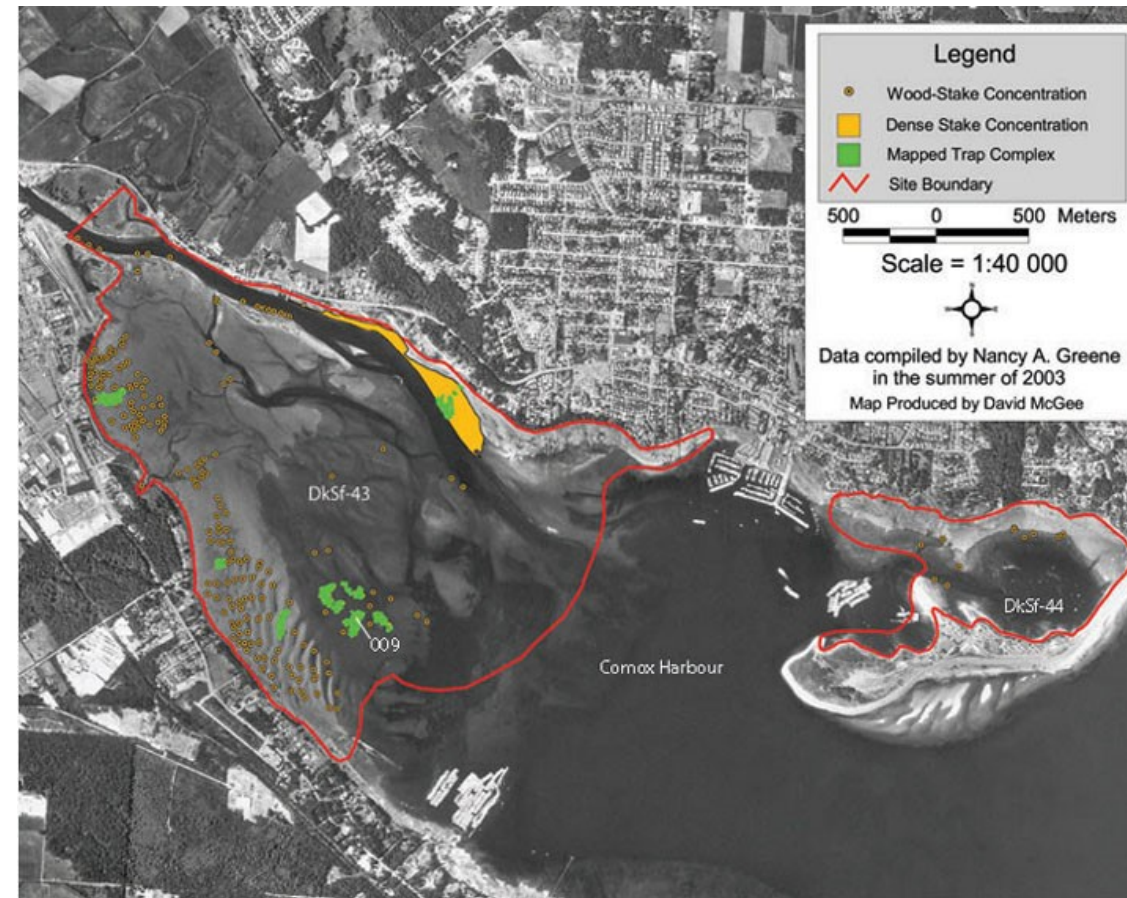 Legend
Wood-Stake Concentration
Dense Stake Concentration
Mapped Trap Complex
Site Boundary
500 0 500 Meters
Scale = 1:40 000
Data compiled by Nancy A. Greene
in the summer of 2003
Map Produced by David McGee
DkSf-43
DkSf-44
009
Comox Harbour